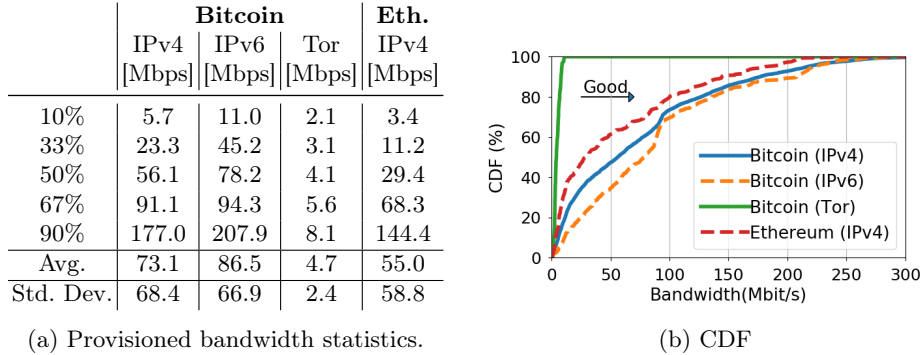 Bitcoin Eth.
IPv4 IPv6 Tor IPv4
[Mbps] [Mbps] [Mbps] [Mbps]
10% 5.7 11.0 2.1 3.4
33% 23.3 45.2 3.1 11.2
50% 56.1 78.2 4.1 29.4
67% 91.1 94.3 5.6 68.3
90% 177.0 207.9 8.1 144.4
Avg. 73.1 86.5 4.7 55.0
Std. Dev. 68.4 66.9 2.4 58.8
(a) Provisioned bandwidth statistics.
CDF (%)
100
80
60
40
20
0
Good
Bitcoin (IPv4)
Bitcoin (IPv6)
Bitcoin (Tor)
Ethereum (IPv4)
0 50 100 150 200 250 300
Bandwidth(Mbit/s)
(b) CDF